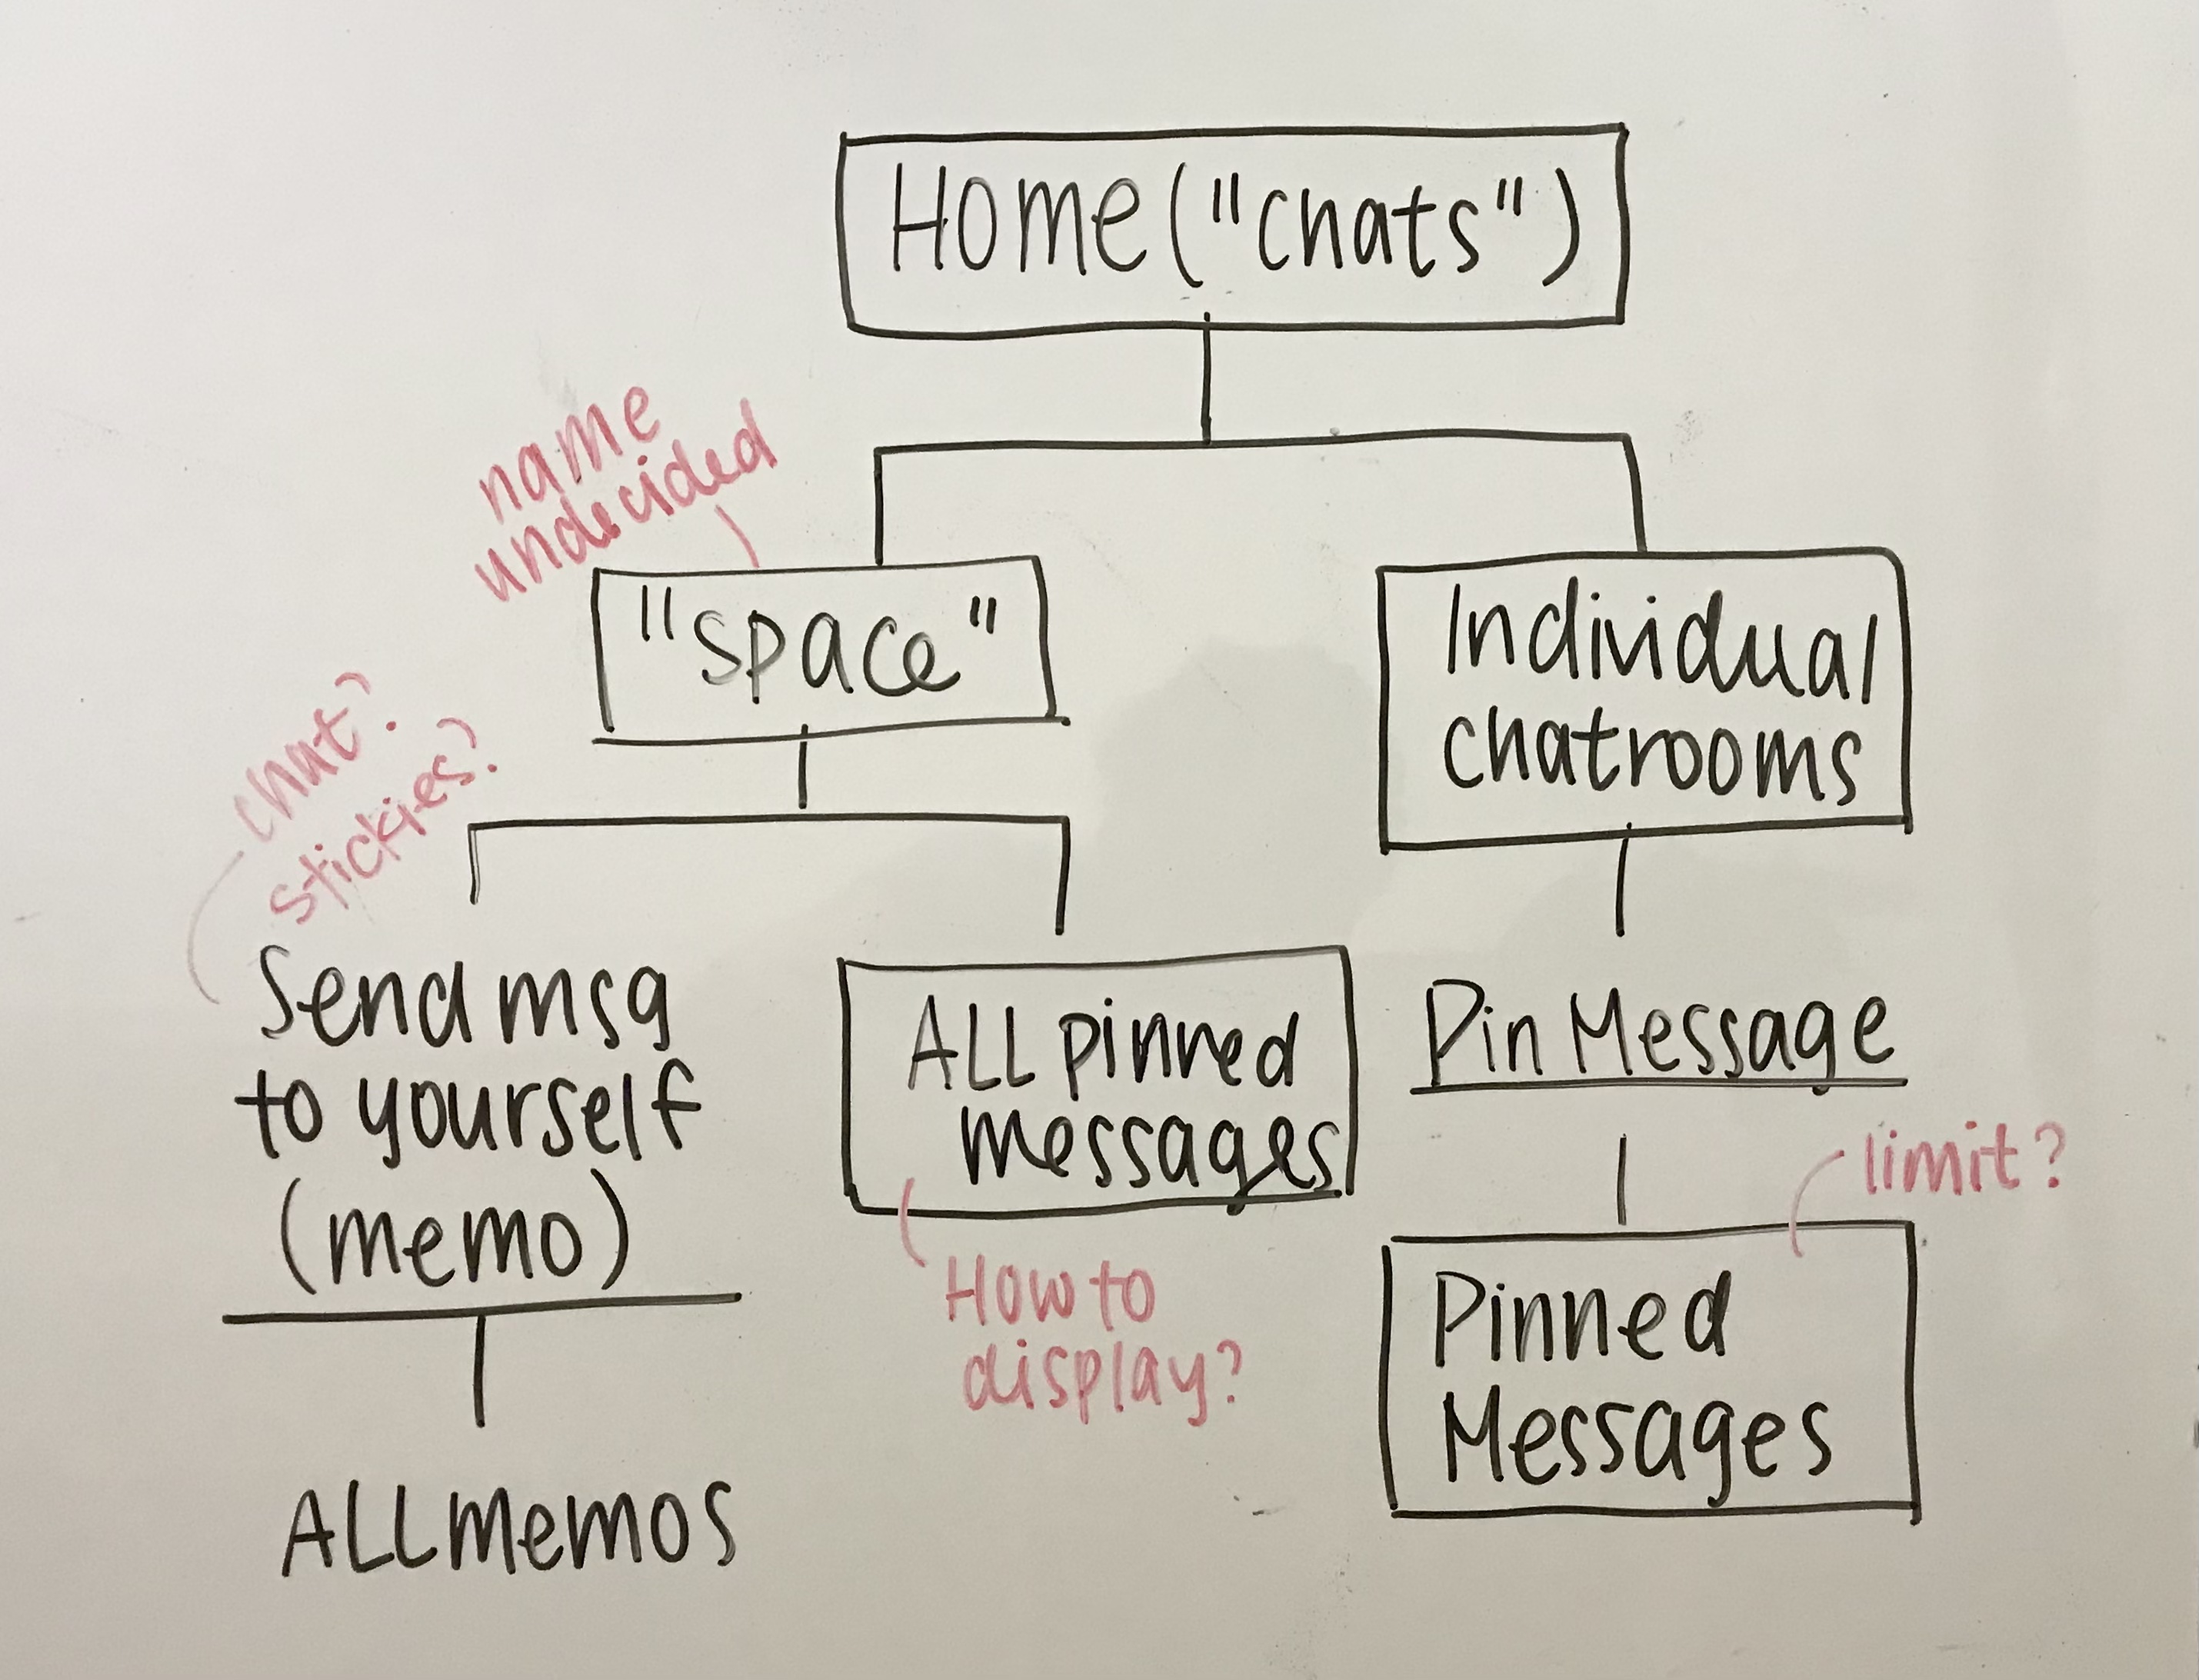 Home ("chats")
name
undecided
"space"
Individual
chatrooms
chat?
stickies?
Send msg
to yourself
(memo)
ALL pinned
messages
Pin Message
limit?
How to
display?
Pinned
Messages
ALL memos